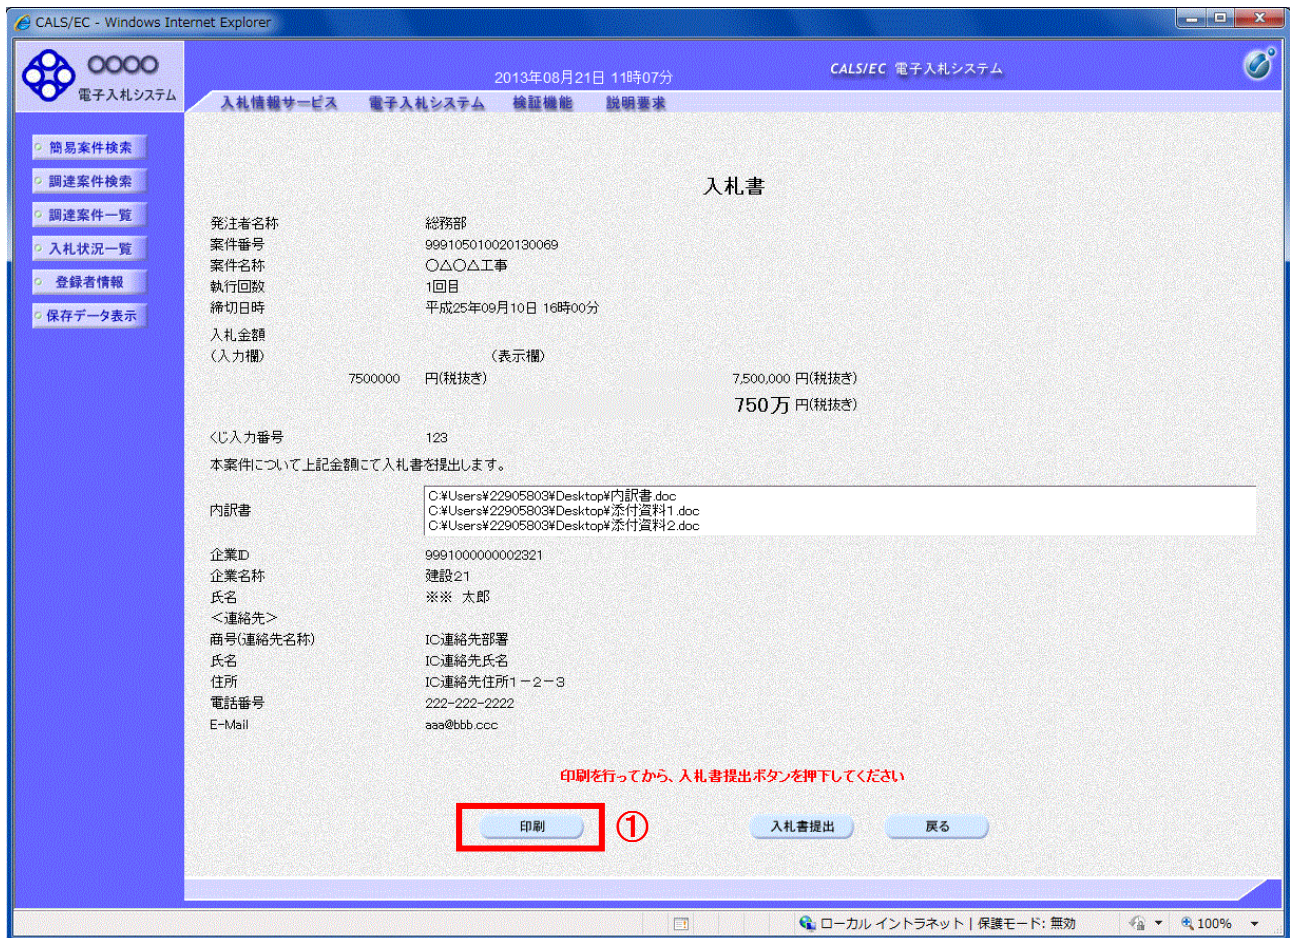 CALS/EC - Windows Internet Explorer
OOOO
電子入札システム
2013年08月21日 11時07分
CALS/EC 電子入札システム
入札情報サービス 電子入札システム 検証機能 説明要求
簡易案件検索
調達案件検索
調達案件一覧
入札状況一覧
登録者情報
保存データ表示
入札書
発注者名称 総務部
案件番号 999105010020130069
案件名称 ○△○△工事
執行回数 1回目
締切日時 平成25年09月10日 16時00分
入札金額
(入力欄) (表示欄)
7500000 円(税抜き) 7,500,000 円(税抜き)
750万 円(税抜き)
くじ入力番号 123
本案件について上記金額にて入札書を提出します。
内訳書
C:¥Users¥22905803¥Desktop¥内訳書.doc
C:¥Users¥22905803¥Desktop¥添付資料1.doc
C:¥Users¥22905803¥Desktop¥添付資料2.doc
企業ID 9991000000002321
企業名称 建設21
氏名 ※※ 太郎
<連絡先>
商号(連絡先名称) IC連絡先部署
氏名 IC連絡先氏名
住所 IC連絡先住所1-2-3
電話番号 222-222-2222
E-Mail aaa@bbb.ccc
印刷を行ってから、入札書提出ボタンを押下してください
印刷 ① 入札書提出 戻る
ローカル イントラネット | 保護モード: 無効 100%